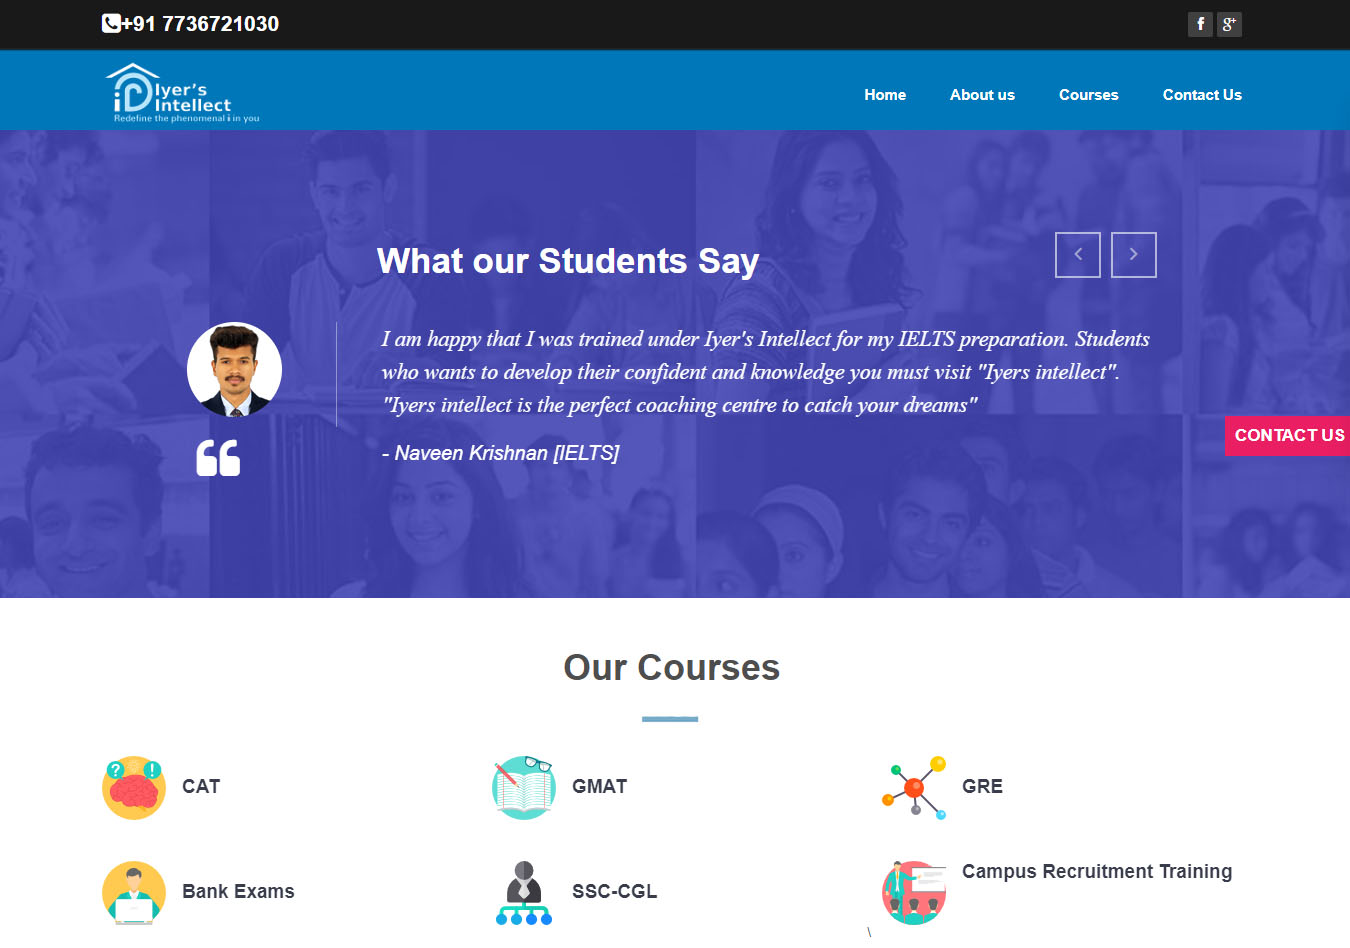 +91 7736721030
f g+
Iyer's
Intellect
Redefine the phenomenal i in you
Home About us Courses Contact Us
What our Students Say
I am happy that I was trained under Iyer's Intellect for my IELTS preparation. Students
who wants to develop their confident and knowledge you must visit "Iyers intellect".
"Iyers intellect is the perfect coaching centre to catch your dreams"
- Naveen Krishnan [IELTS]
CONTACT US
Our Courses
CAT
GMAT
GRE
Bank Exams
SSC-CGL
Campus Recruitment Training
\